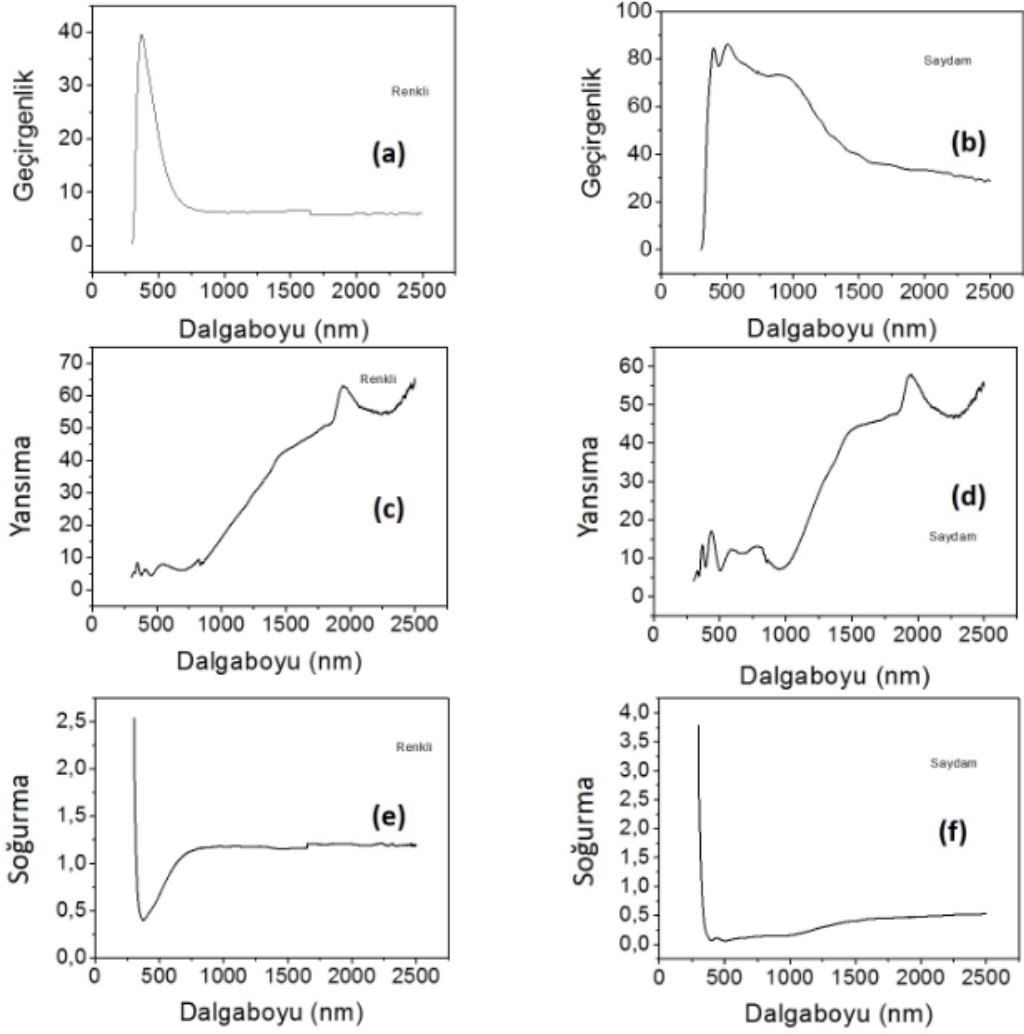 Geçirgenlik
40
30
20
10
0
Renkli
(a)
0 500 1000 1500 2000 2500
Dalgaboyu (nm)
Geçirgenlik
100
80
60
40
20
0
Saydam
(b)
0 500 1000 1500 2000 2500
Dalgaboyu (nm)
Yansıma
70
60
50
40
30
20
10
0
Renkli
(c)
0 500 1000 1500 2000 2500
Dalgaboyu (nm)
Yansıma
60
50
40
30
20
10
0
(d)
Saydam
0 500 1000 1500 2000 2500
Dalgaboyu (nm)
Soğurma
2,5
2,0
1,5
1,0
0,5
0,0
Renkli
(e)
0 500 1000 1500 2000 2500
Dalgaboyu (nm)
Soğurma
4,0
3,5
3,0
2,5
2,0
1,5
1,0
0,5
0,0
Saydam
(f)
0 500 1000 1500 2000 2500
Dalgaboyu (nm)